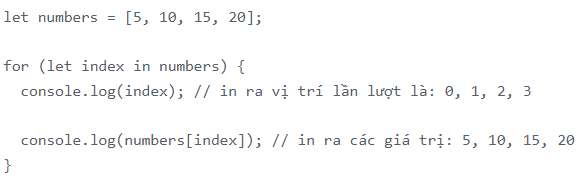 let numbers = [5, 10, 15, 20];
for (let index in numbers) {
console.log(index); // in ra vị trí lần lượt là: 0, 1, 2, 3
console.log(numbers[index]); // in ra các giá trị: 5, 10, 15, 20
}